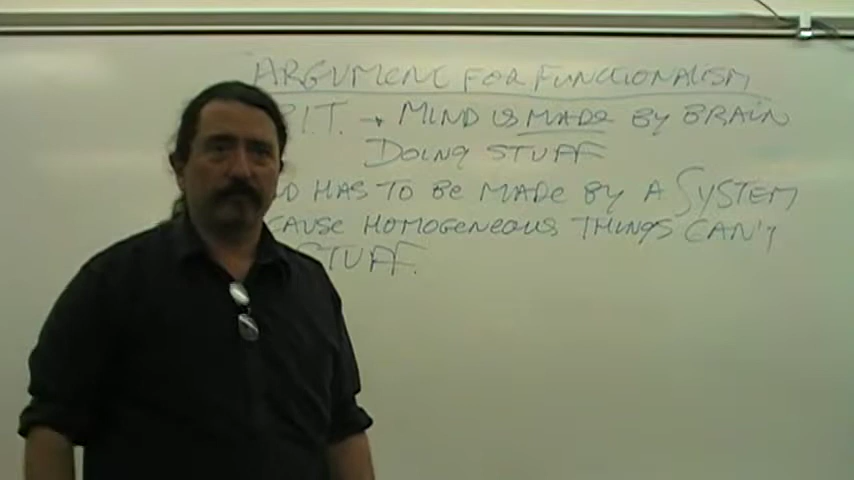 ARGUMENT FOR FUNCTIONALISM
P.I.T. → MIND IS MADE BY BRAIN
DOING STUFF
HAS TO BE MADE BY A SYSTEM
CAUSE HOMOGENEOUS THINGS CAN'T
STUFF.